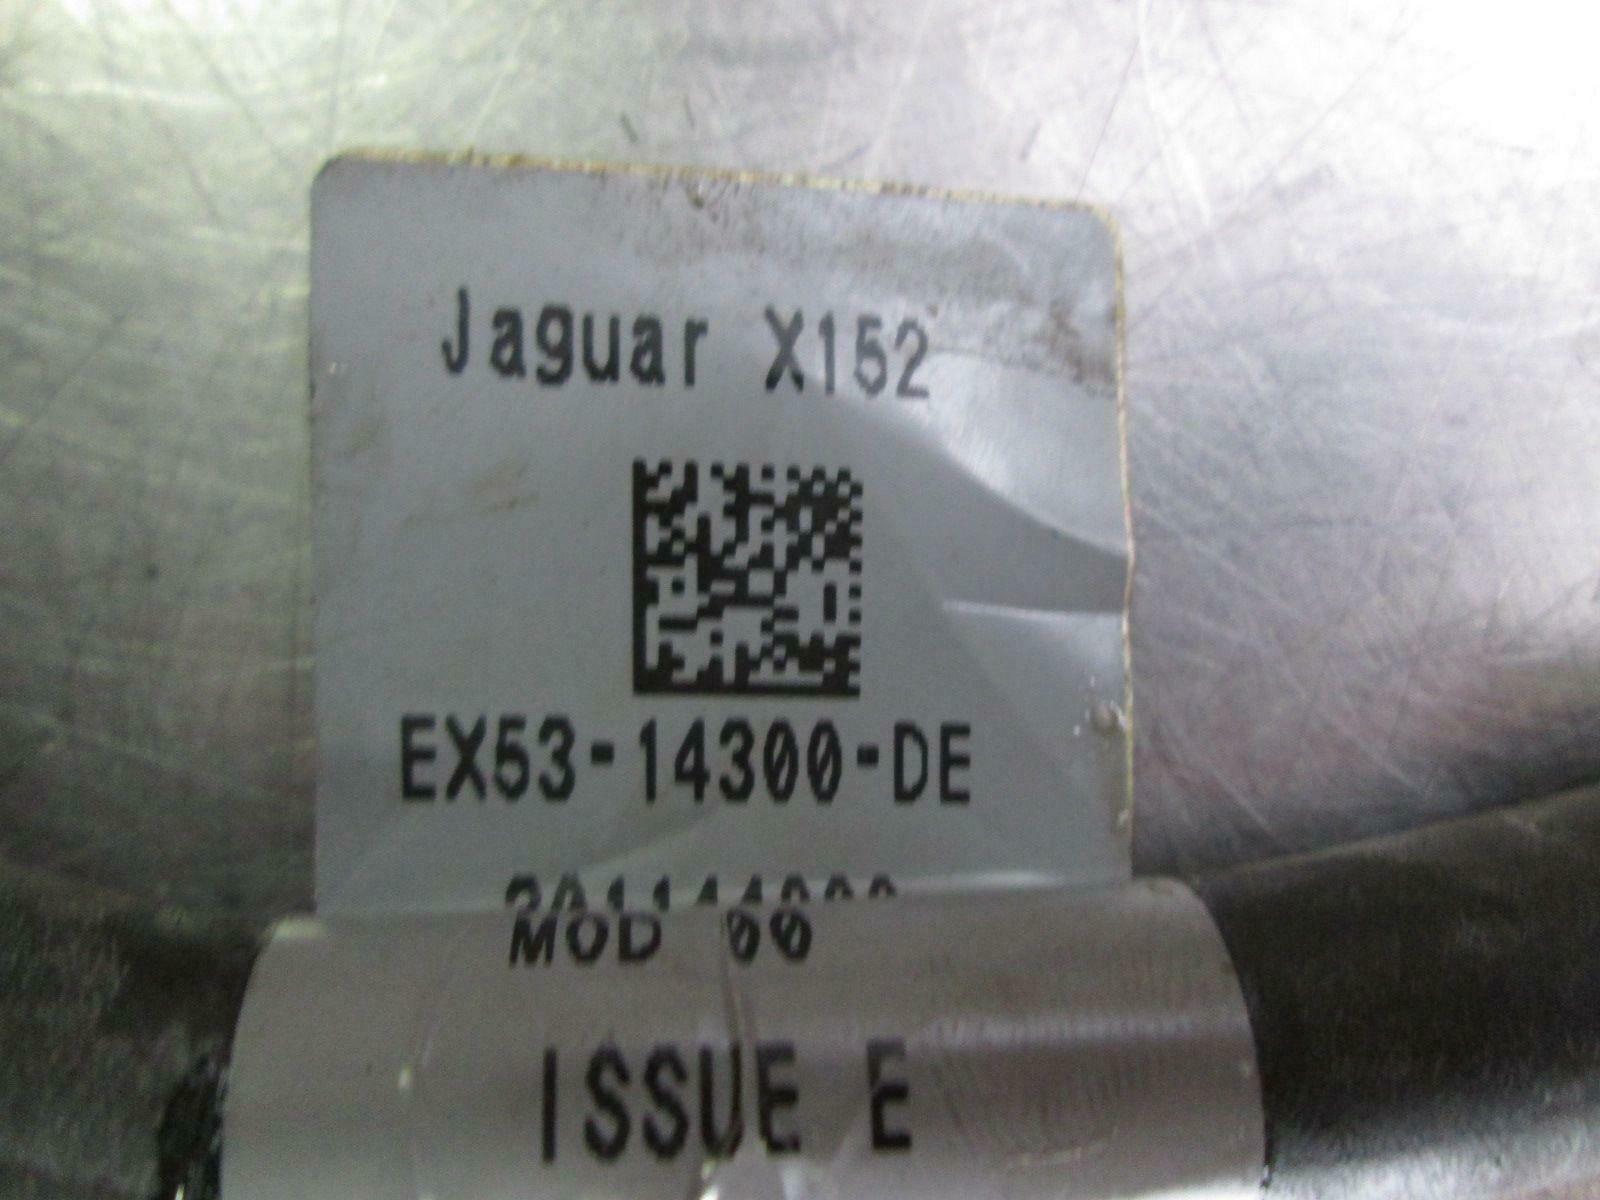 Jaguar X152
EX53-14300-DE
MOD 00
ISSUE E